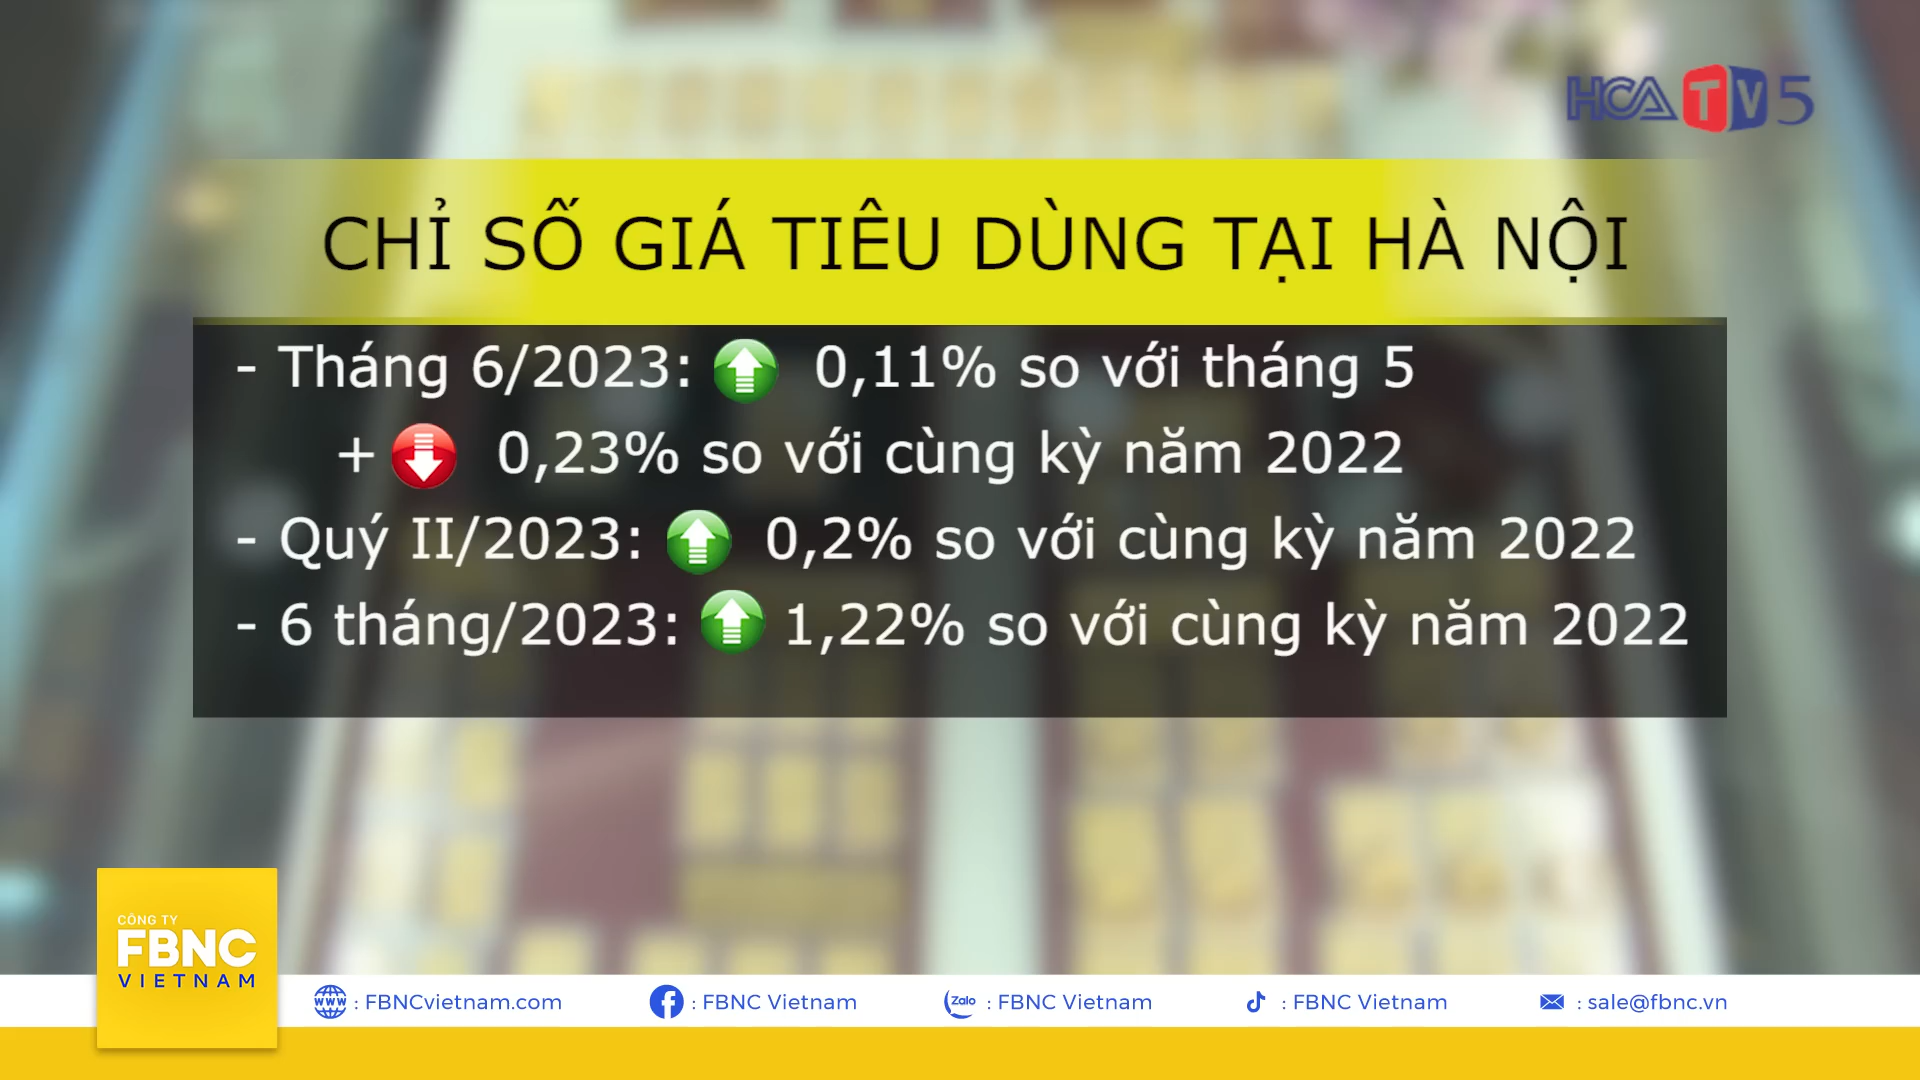 HCATV5
CHỈ SỐ GIÁ TIÊU DÙNG TẠI HÀ NỘI
- Tháng 6/2023: 0,11% so với tháng 5
+ 0,23% so với cùng kỳ năm 2022
- Quý II/2023: 0,2% so với cùng kỳ năm 2022
- 6 tháng/2023: 1,22% so với cùng kỳ năm 2022
CÔNG TY
FBNC
VIETNAM
www : FBNCvietnam.com
: FBNC Vietnam
Zalo : FBNC Vietnam
: FBNC Vietnam
: sale@fbnc.vn